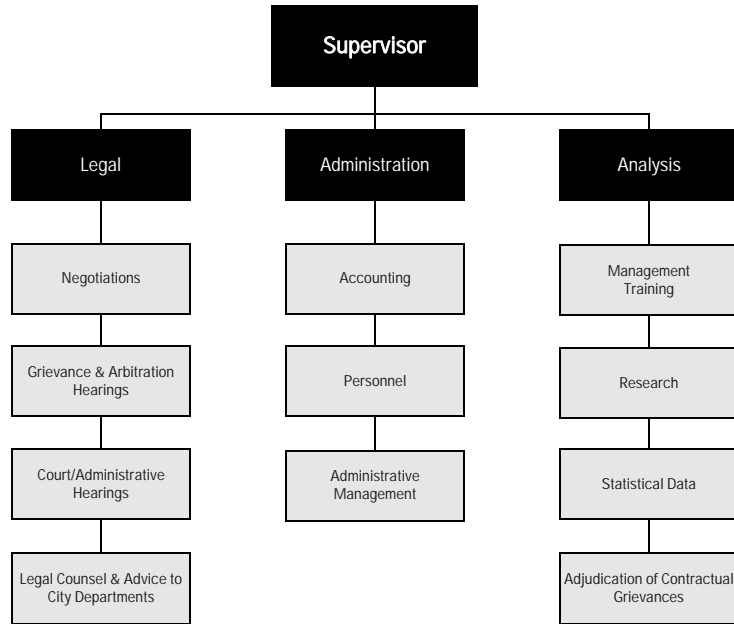 Supervisor
Legal
Administration
Analysis
Negotiations
Accounting
Management
Training
Grievance & Arbitration
Hearings
Personnel
Research
Court/Administrative
Hearings
Administrative
Management
Statistical Data
Legal Counsel & Advice to
City Departments
Adjudication of Contractual
Grievances